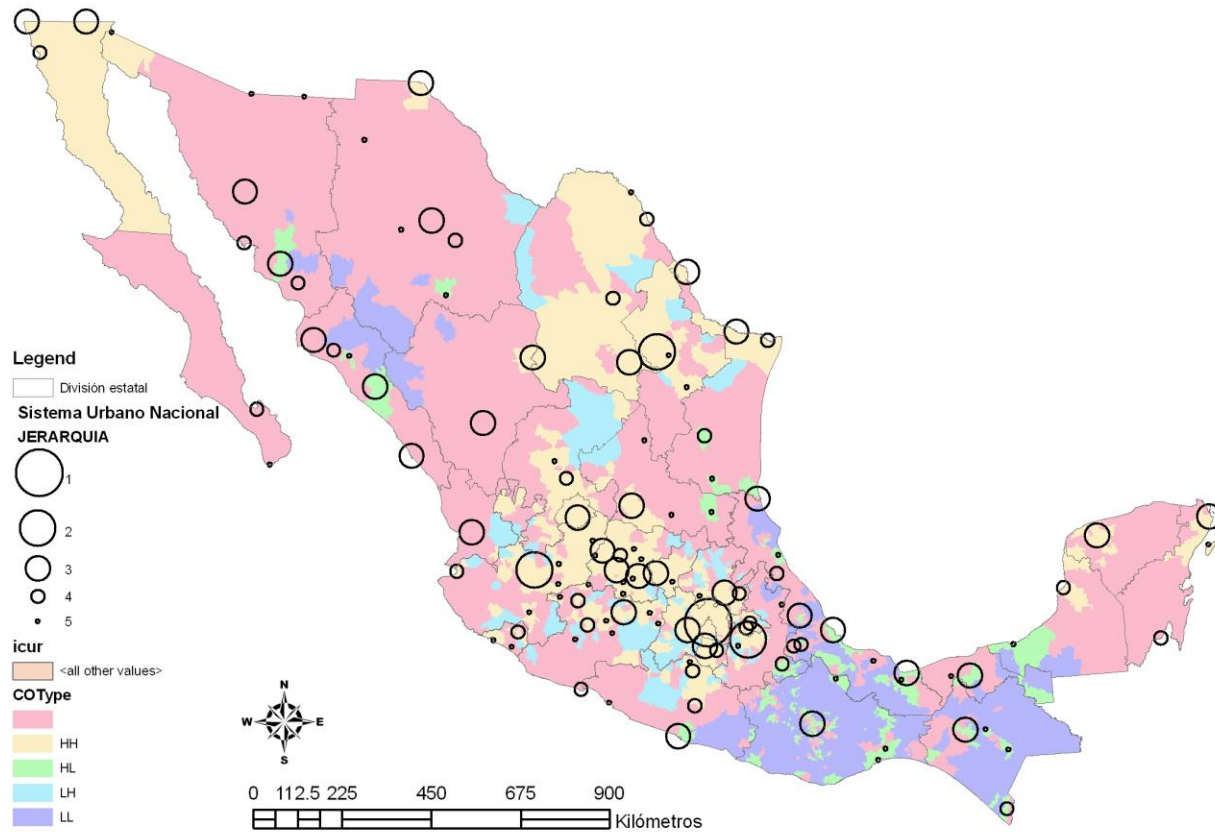 Legend
División estatal
Sistema Urbano Nacional
JERARQUIA
1
2
3
4
5
icur
<all other values>
COType
HH
HL
LH
LL
N
W E
S
0 112.5 225 450 675 900
Kilómetros